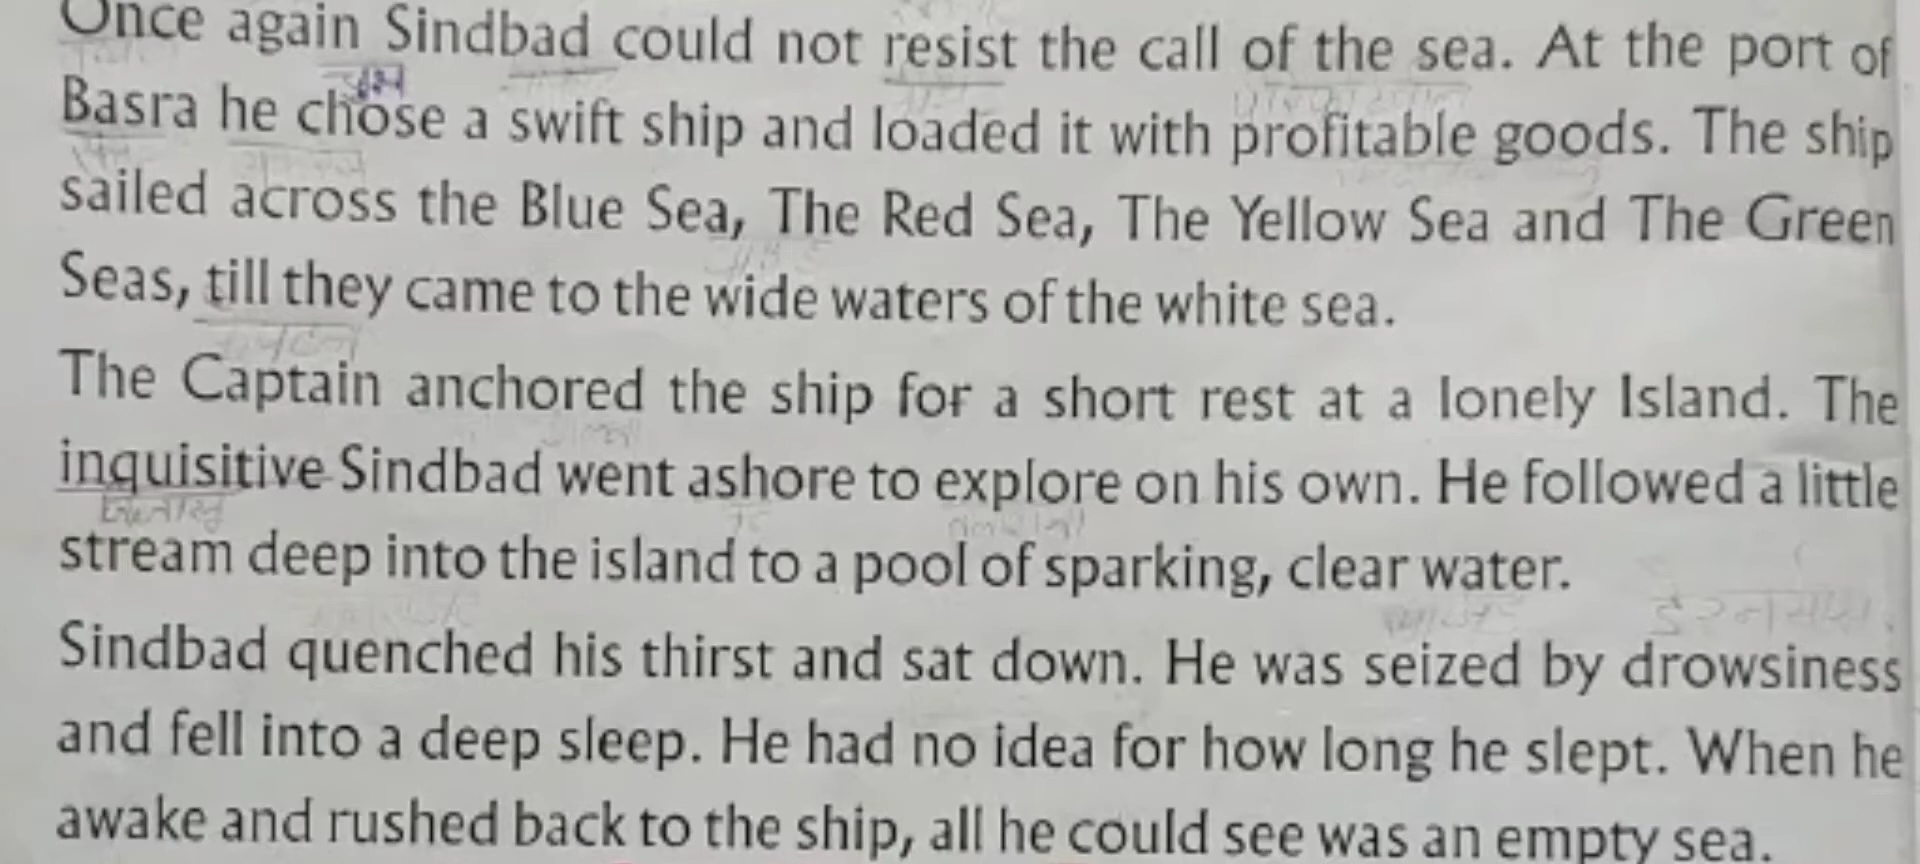 Once again Sindbad could not resist the call of the sea. At the port of
Basra he chose a swift ship and loaded it with profitable goods. The ship
sailed across the Blue Sea, The Red Sea, The Yellow Sea and The Green
Seas, till they came to the wide waters of the white sea.
The Captain anchored the ship for a short rest at a lonely Island. The
inquisitive Sindbad went ashore to explore on his own. He followed a little
stream deep into the island to a pool of sparking, clear water.
Sindbad quenched his thirst and sat down. He was seized by drowsiness
and fell into a deep sleep. He had no idea for how long he slept. When he
awake and rushed back to the ship, all he could see was an empty sea.